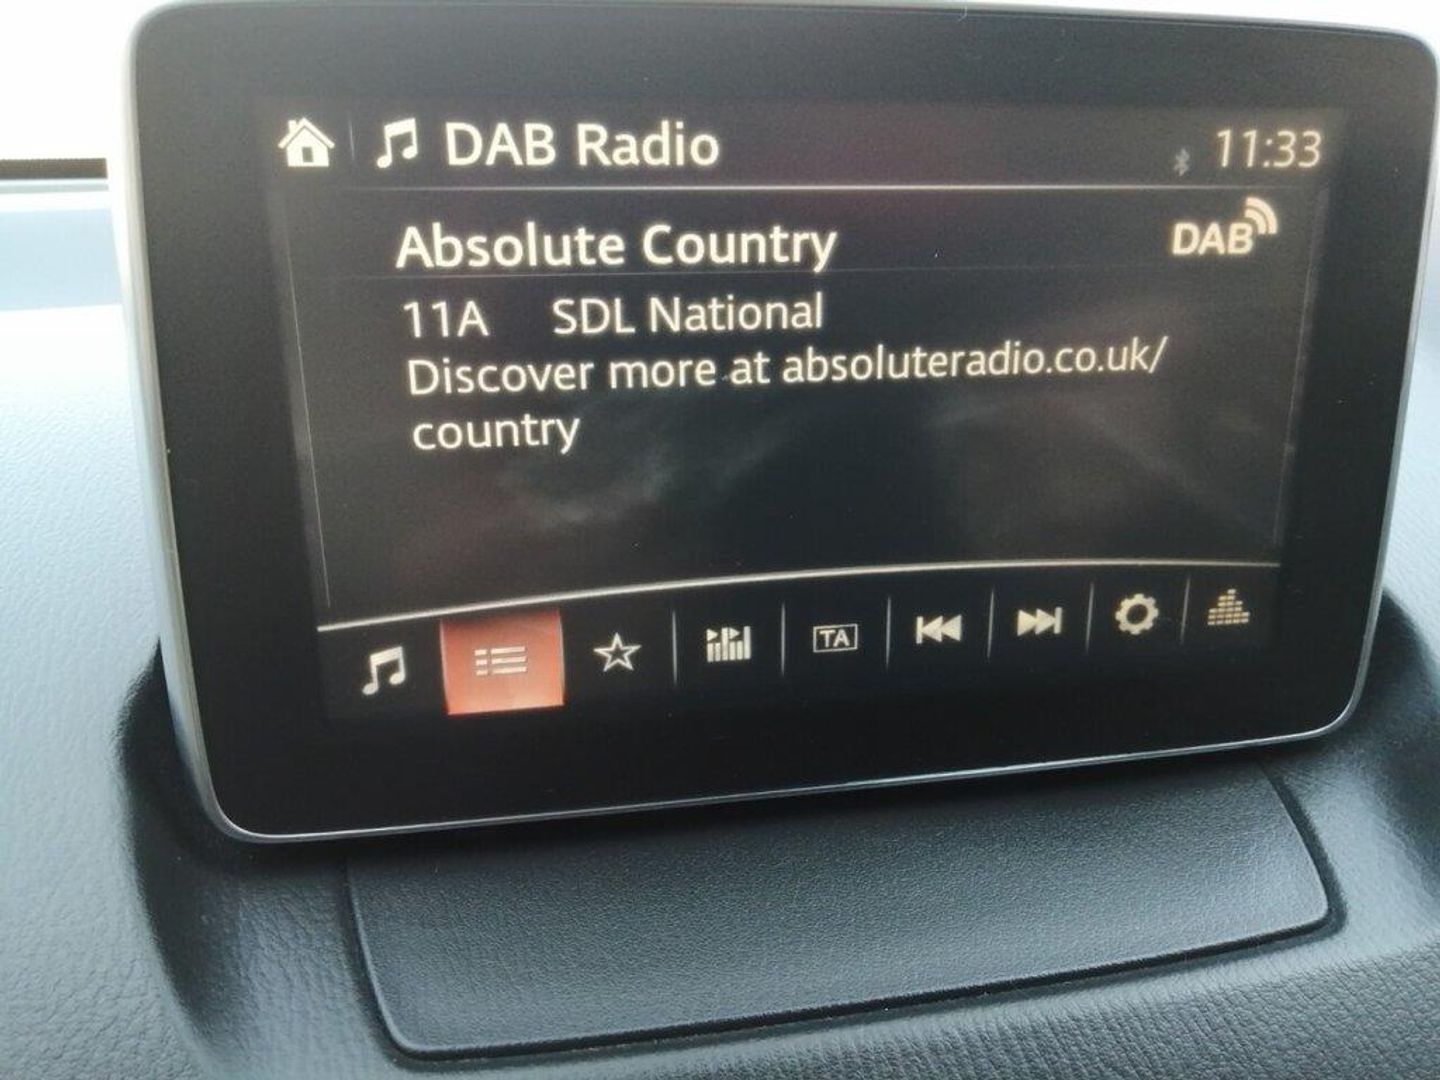 DAB Radio 11:33
Absolute Country DAB
11A SDL National
Discover more at absoluteradio.co.uk/
country
TA